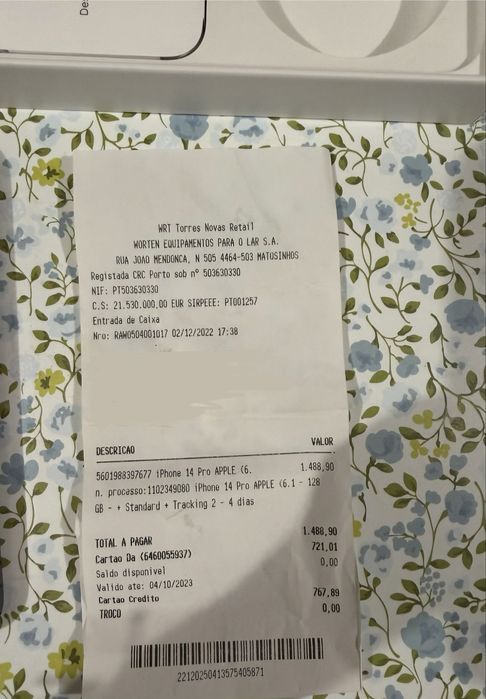 De
WRT Torres Novas Retail
WORTEN EQUIPAMENTOS PARA O LAR S.A.
RUA JOAO MENDONCA, N 505 4464-503 MATOSINHOS
Registada CRC Porto sob nº 503630330
NIF: PT503630330
C.S: 21.530.000,00 EUR SIRPEEE: PT001257
Entrada de Caixa
Nro: RAW0504001017 02/12/2022 17:38
DESCRICAO VALOR
5601988397677 iPhone 14 Pro APPLE (6. 1.488,90
n. processo:1102349080 iPhone 14 Pro APPLE (6.1 - 128
GB - + Standard + Tracking 2 - 4 dias
TOTAL A PAGAR 1.488,90
Cartao Da (6460055937) 721,01
Saldo disponivel 0,00
Valido ate: 04/10/2023
Cartao Credito 767,89
TROCO 0,00
22120250413575405871